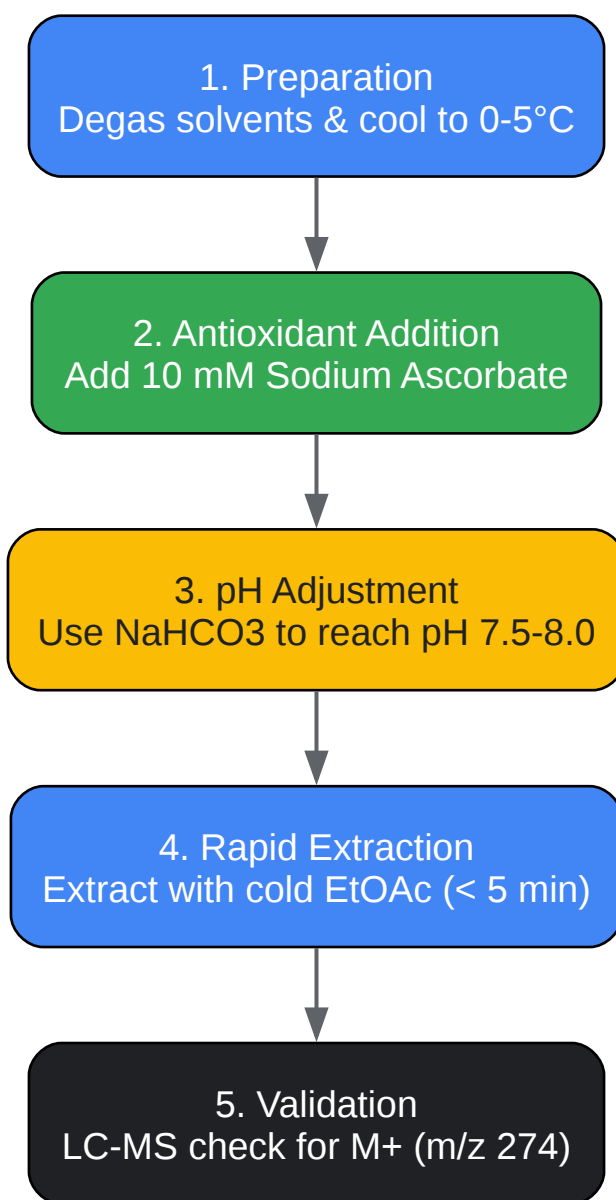 1. Preparation
Degas solvents & cool to 0-5°C
2. Antioxidant Addition
Add 10 mM Sodium Ascorbate
3. pH Adjustment
Use NaHCO3 to reach pH 7.5-8.0
4. Rapid Extraction
Extract with cold EtOAc (< 5 min)
5. Validation
LC-MS check for M+ (m/z 274)